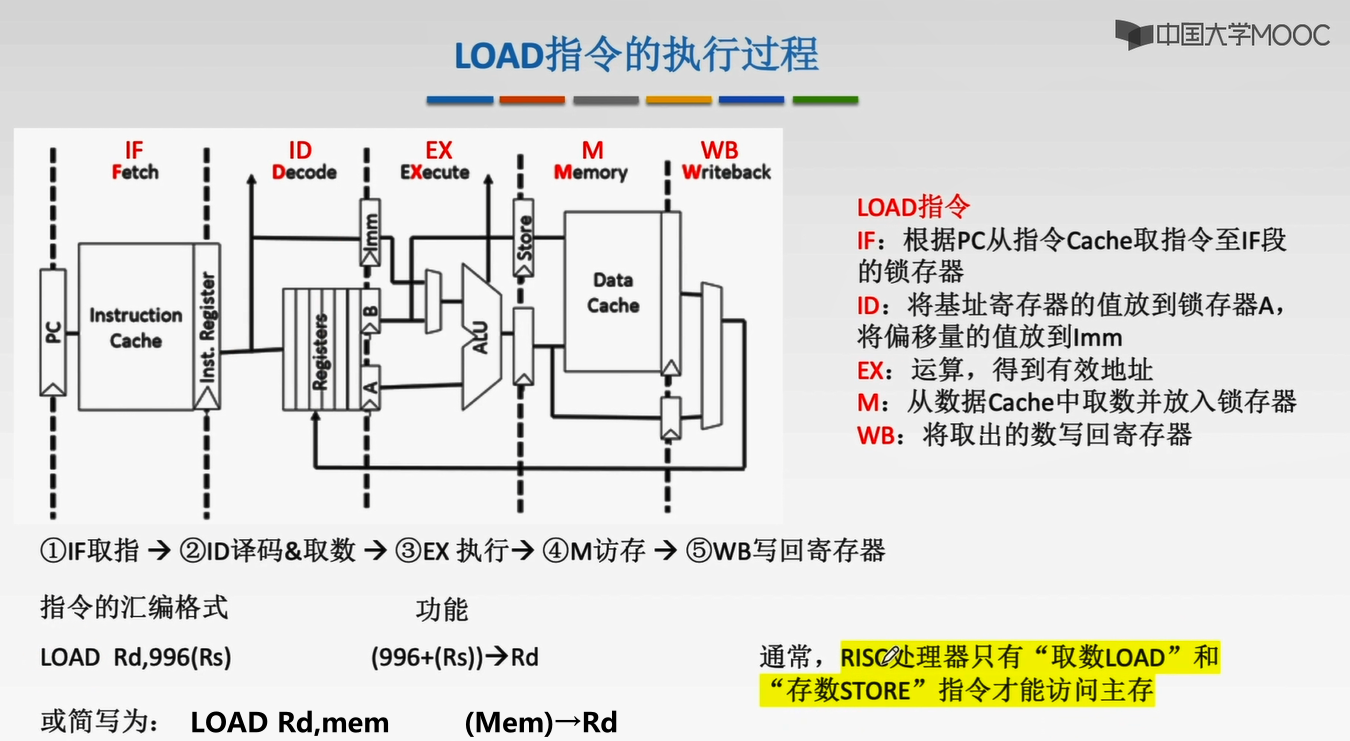 中国大学MOOC
LOAD指令的执行过程
IF
ID
EX
M
WB
Fetch
Decode
EXecute
Memory
Writeback
PC
Instruction
Cache
Inst. Register
Registers
Imm
B
A
ALU
Store
Data
Cache
LOAD指令
IF：根据PC从指令Cache取指令至IF段
的锁存器
ID：将基址寄存器的值放到锁存器A，
将偏移量的值放到Imm
EX：运算，得到有效地址
M：从数据Cache中取数并放入锁存器
WB：将取出的数写回寄存器
①IF取指 → ②ID译码&取数 → ③EX 执行→ ④M访存 → ⑤WB写回寄存器
指令的汇编格式
功能
LOAD Rd,996(Rs)
(996+(Rs))→Rd
或简写为：
LOAD Rd,mem
(Mem)→Rd
通常，RISC处理器只有“取数LOAD”和
“存数STORE”指令才能访问主存